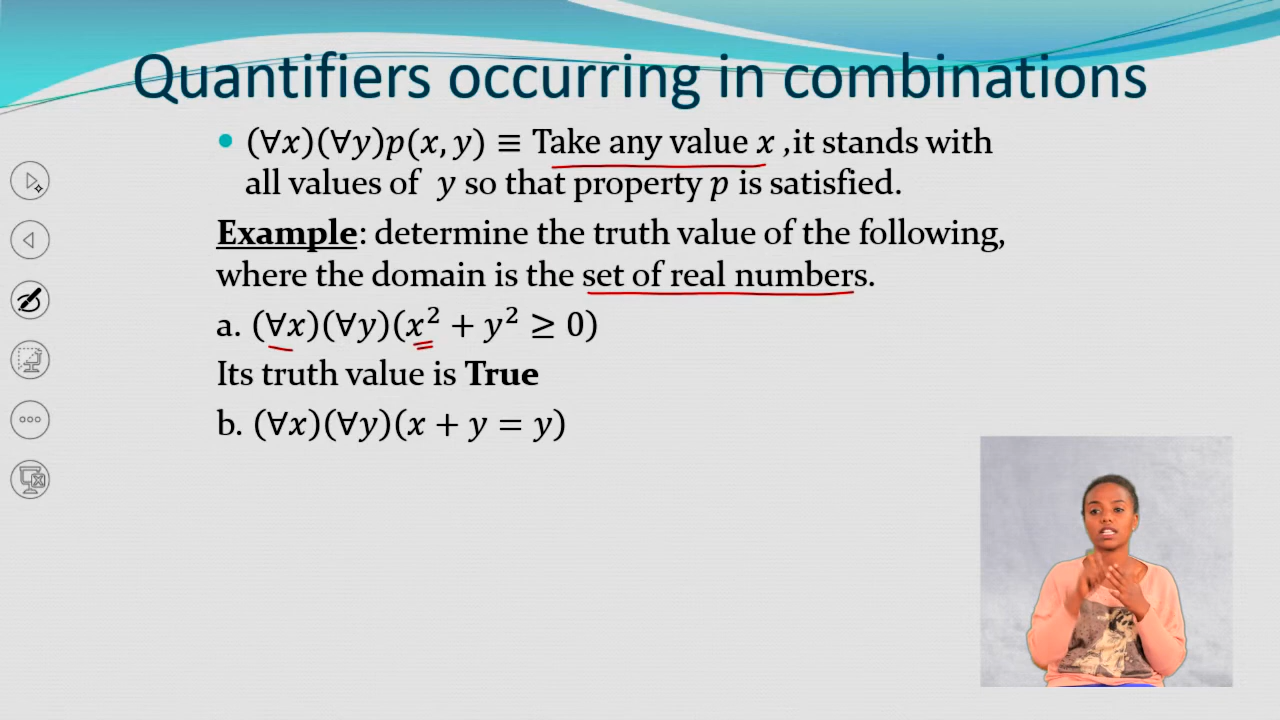 Quantifiers occurring in combinations
• (∀x)(∀y)p(x, y) ≡ Take any value x ,it stands with
all values of y so that property p is satisfied.
Example: determine the truth value of the following,
where the domain is the set of real numbers.
a. (∀x)(∀y)(x² + y² ≥ 0)
Its truth value is True
b. (∀x)(∀y)(x + y = y)